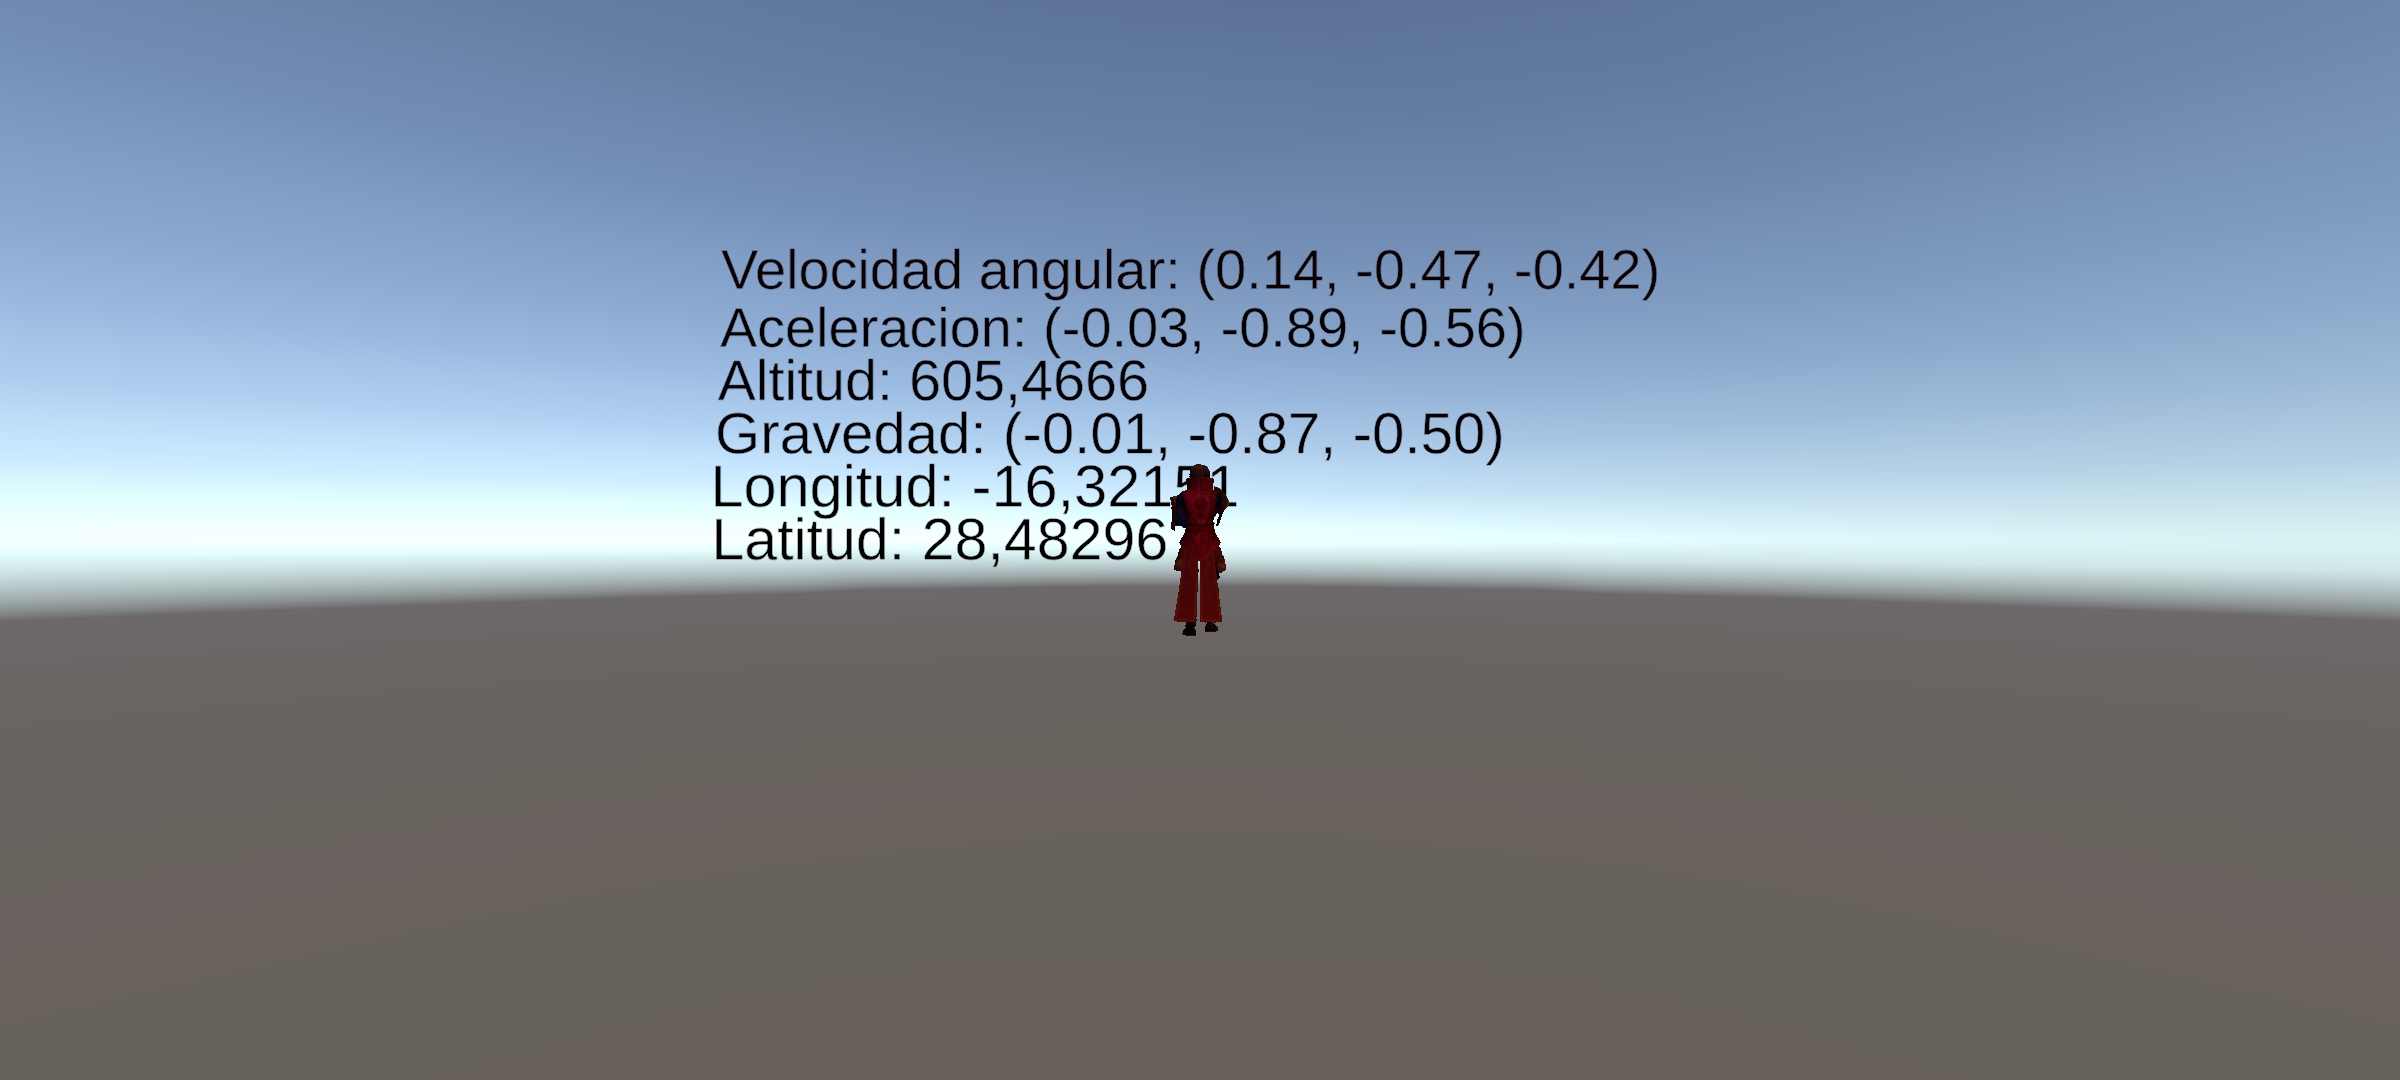 Velocidad angular: (0.14, -0.47, -0.42)
Aceleracion: (-0.03, -0.89, -0.56)
Altitud: 605,4666
Gravedad: (-0.01, -0.87, -0.50)
Longitud: -16,32151
Latitud: 28,48296